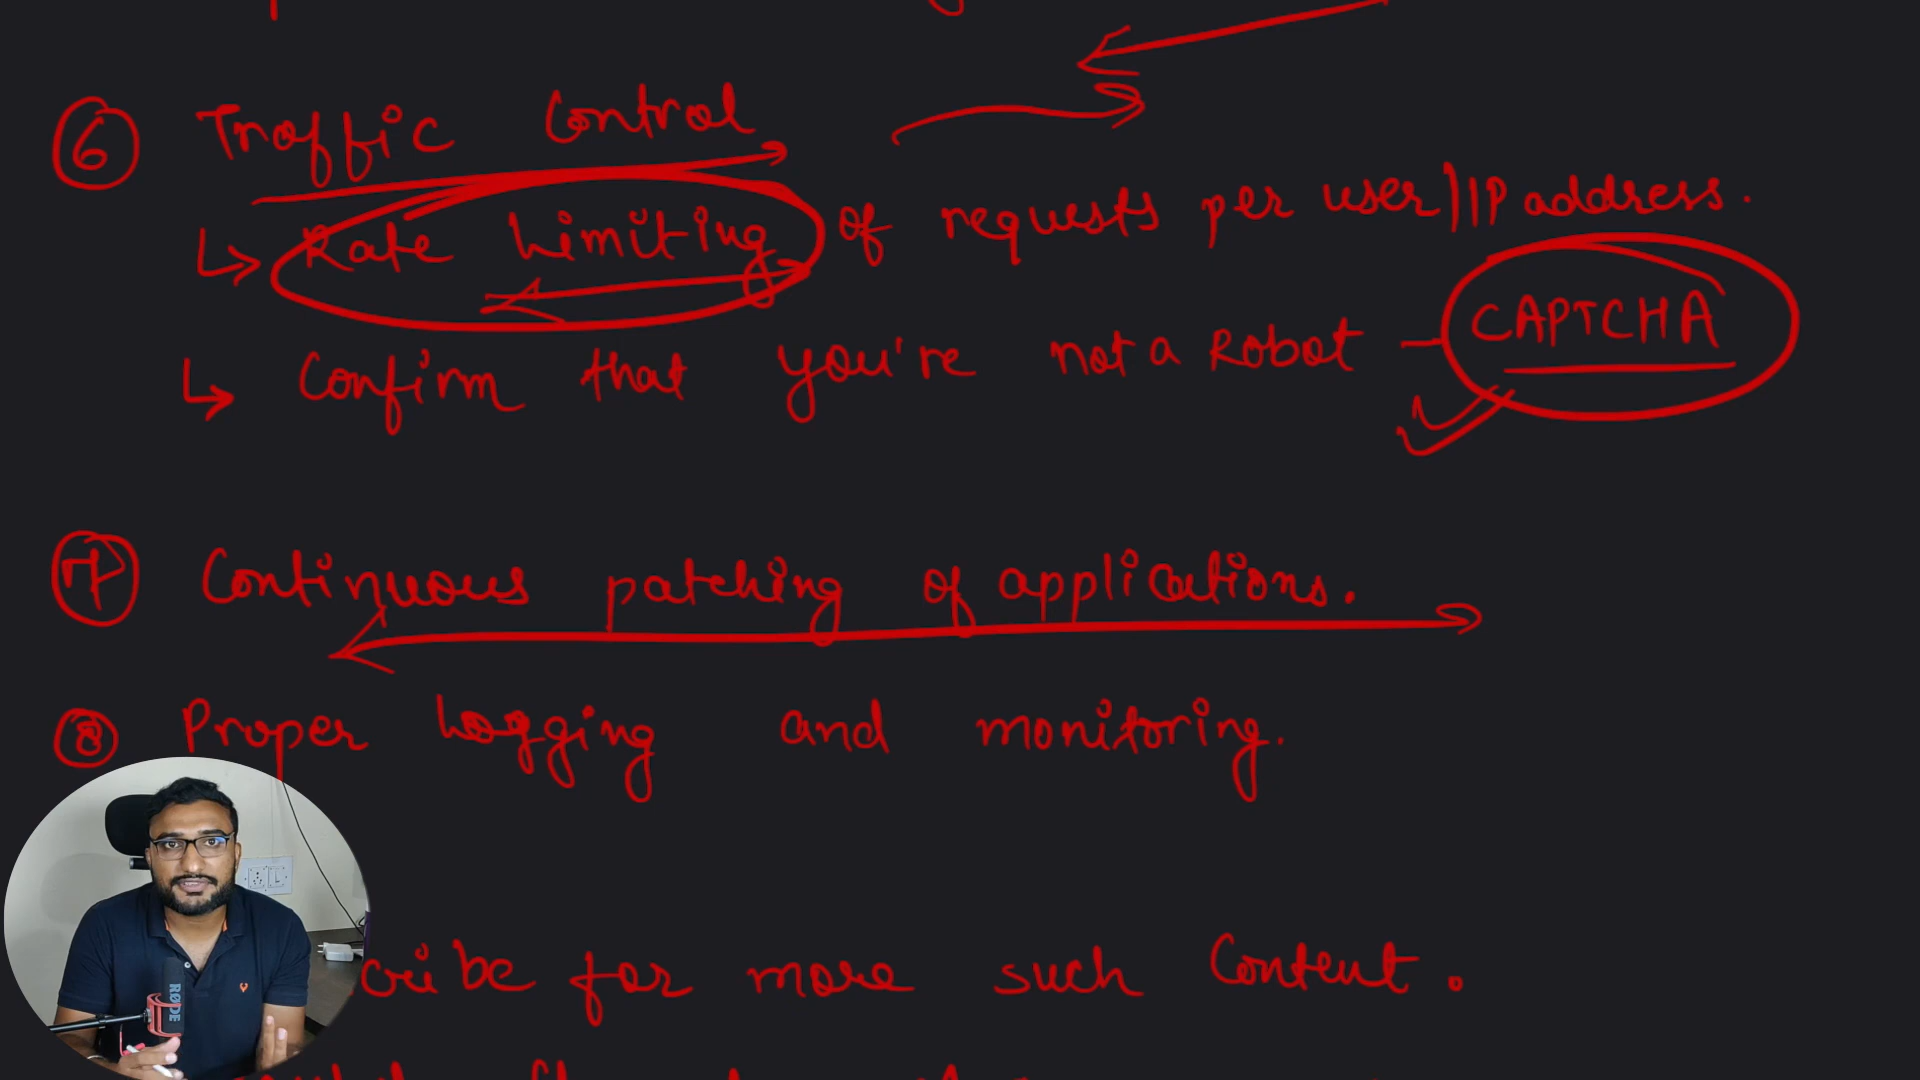 ⑥ Traffic Control
↳ Rate Limiting of requests per user/IP address.
↳ Confirm that you're not a Robot - CAPTCHA
⑦ Continuous patching of applications.
⑧ Proper Logging and monitoring.
cribe for more such Content.
RØDE